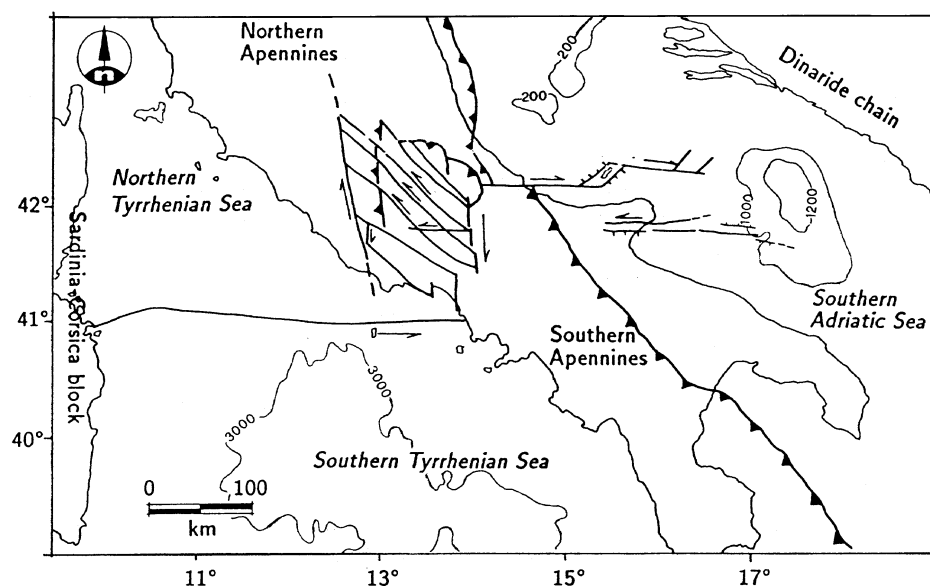 Northern
Apennines
200
200
Dinaride chain
n
Northern
Tyrrhenian Sea
42°
1000
1200
Sardinia Corsica block
Southern
Adriatic Sea
41°
Southern
Apennines
3000
3000
40°
Southern Tyrrhenian Sea
0 100
km
11° 13° 15° 17°